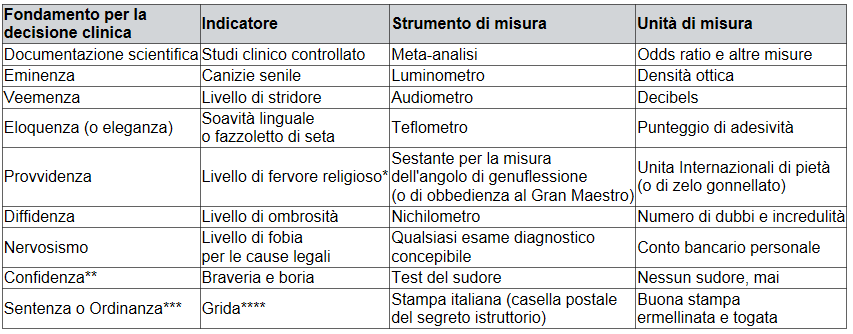 Fondamento per la decisione clinica Indicatore Strumento di misura Unità di misura
Documentazione scientifica Studi clinico controllato Meta-analisi Odds ratio e altre misure
Eminenza Canizie senile Luminometro Densità ottica
Veemenza Livello di stridore Audiometro Decibels
Eloquenza (o eleganza) Soavità linguale o fazzoletto di seta Teflometro Punteggio di adesività
Provvidenza Livello di fervore religioso* Sestante per la misura dell'angolo di genuflessione (o di obbedienza al Gran Maestro) Unita Internazionali di pietà (o di zelo gonnellato)
Diffidenza Livello di ombrosità Nichilometro Numero di dubbi e incredulità
Nervosismo Livello di fobia per le cause legali Qualsiasi esame diagnostico concepibile Conto bancario personale
Confidenza** Braveria e boria Test del sudore Nessun sudore, mai
Sentenza o Ordinanza*** Grida**** Stampa italiana (casella postale del segreto istruttorio) Buona stampa ermellinata e togata